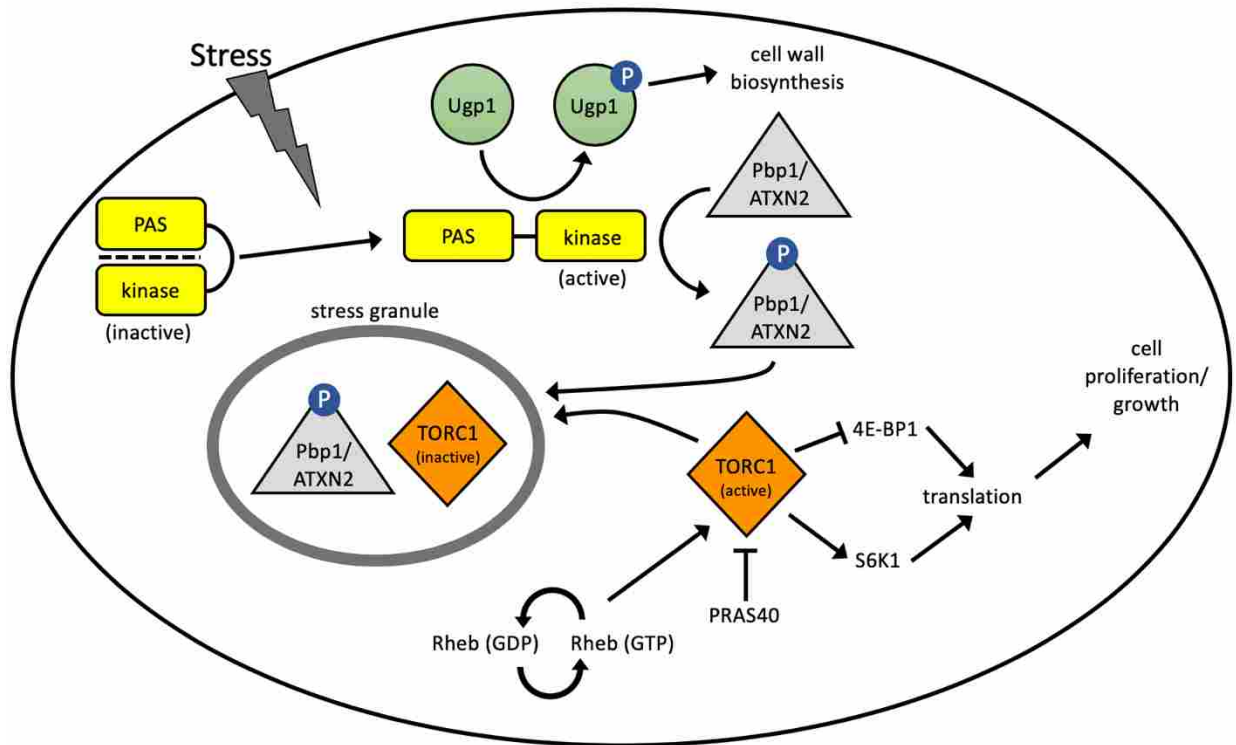 Stress
Ugp1
Ugp1
P
cell wall
biosynthesis
Pbp1/
ATXN2
PAS
kinase
(inactive)
PAS
kinase
(active)
P
Pbp1/
ATXN2
stress granule
P
Pbp1/
ATXN2
TORC1
(inactive)
TORC1
(active)
4E-BP1
S6K1
translation
cell
proliferation/
growth
PRAS40
Rheb (GDP)
Rheb (GTP)